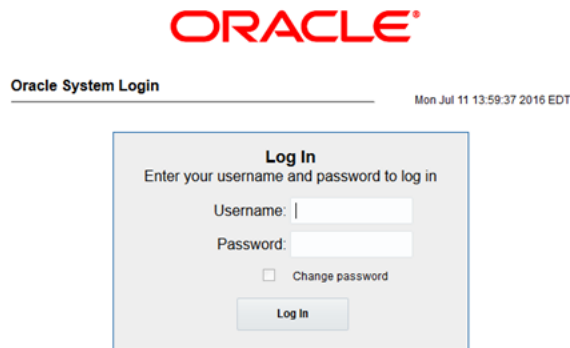 ORACLE®
Oracle System Login
Mon Jul 11 13:59:37 2016 EDT
Log In
Enter your username and password to log in
Username:
Password:
Change password
Log In